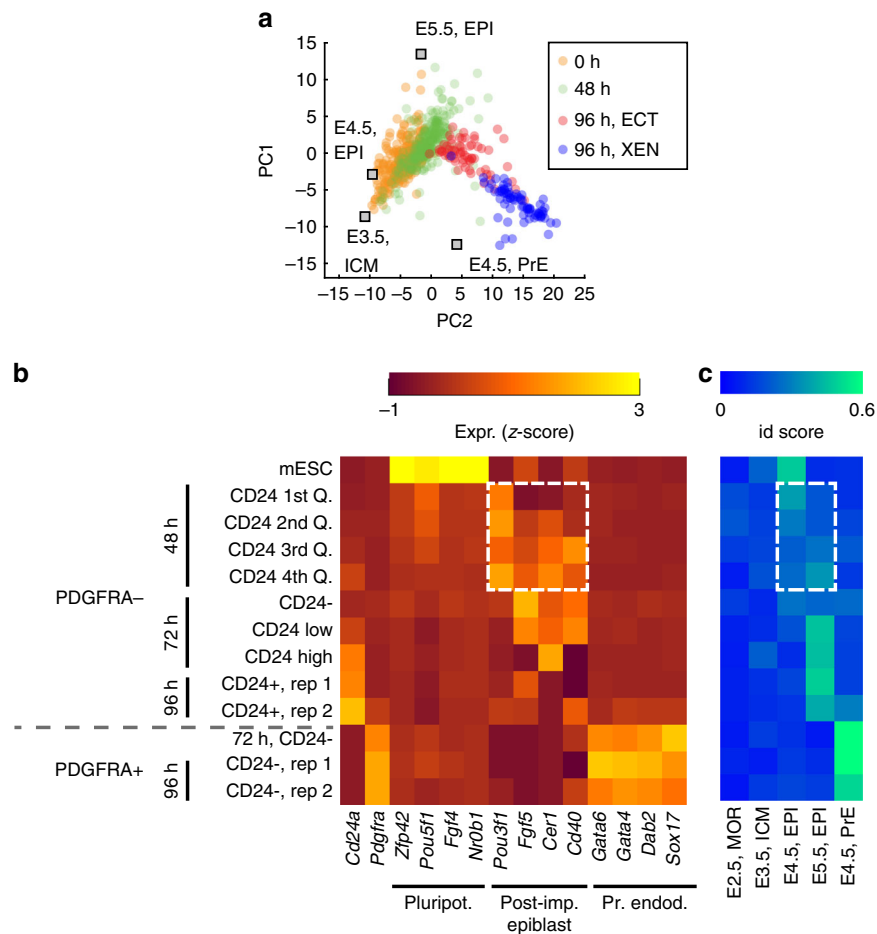 a
E5.5, EPI
15
10
5
0
−5
−10
−15
PC1
E4.5,
EPI
E3.5,
ICM
E4.5, PrE
−15 −10 −5 0 5 10 15 20 25
PC2
0 h
48 h
96 h, ECT
96 h, XEN
b
−1 3
Expr. (z-score)
c
0 0.6
id score
mESC
CD24 1st Q.
CD24 2nd Q.
CD24 3rd Q.
CD24 4th Q.
CD24-
CD24 low
CD24 high
CD24+, rep 1
CD24+, rep 2
72 h, CD24-
CD24-, rep 1
CD24-, rep 2
48 h
72 h
96 h
96 h
PDGFRA−
PDGFRA+
Cd24a
Pdgfra
Zfp42
Pou5f1
Fgf4
Nr0b1
Pou3f1
Fgf5
Cer1
Cd40
Gata6
Gata4
Dab2
Sox17
Pluripot.
Post-imp.
epiblast
Pr. endod.
E2.5, MOR
E3.5, ICM
E4.5, EPI
E5.5, EPI
E4.5, PrE